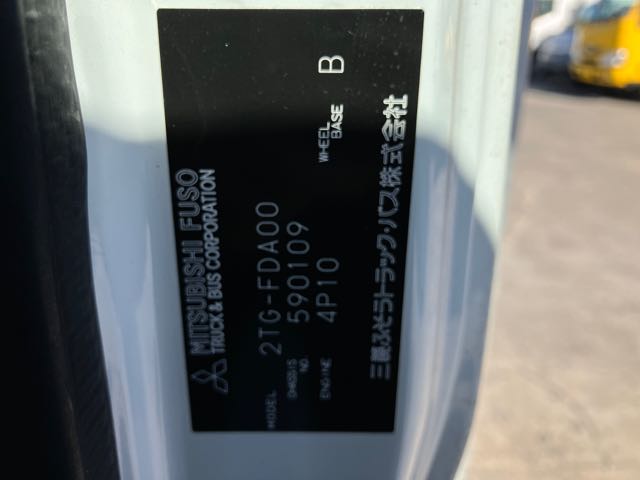 MITSUBISHI FUSO
TRUCK & BUS CORPORATION
MODEL 2TG-FDA00
CHASSIS NO. 590109
ENGINE 4P10
WHEEL BASE B
三菱ふそうトラック・バス株式会社